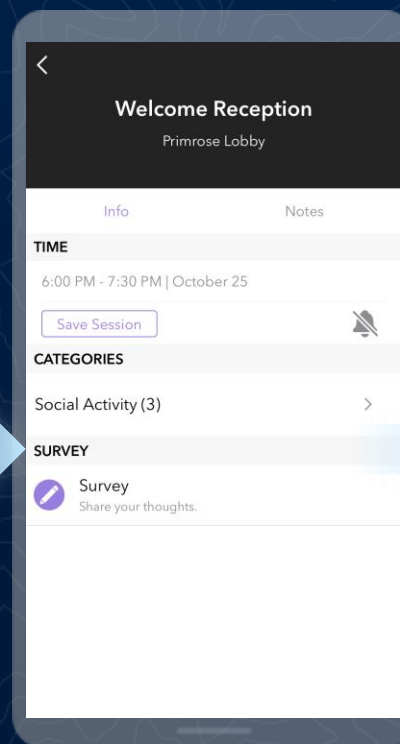 Welcome Reception
Primrose Lobby
Info Notes
TIME
6:00 PM - 7:30 PM | October 25
Save Session
CATEGORIES
Social Activity (3)
SURVEY
Survey
Share your thoughts.